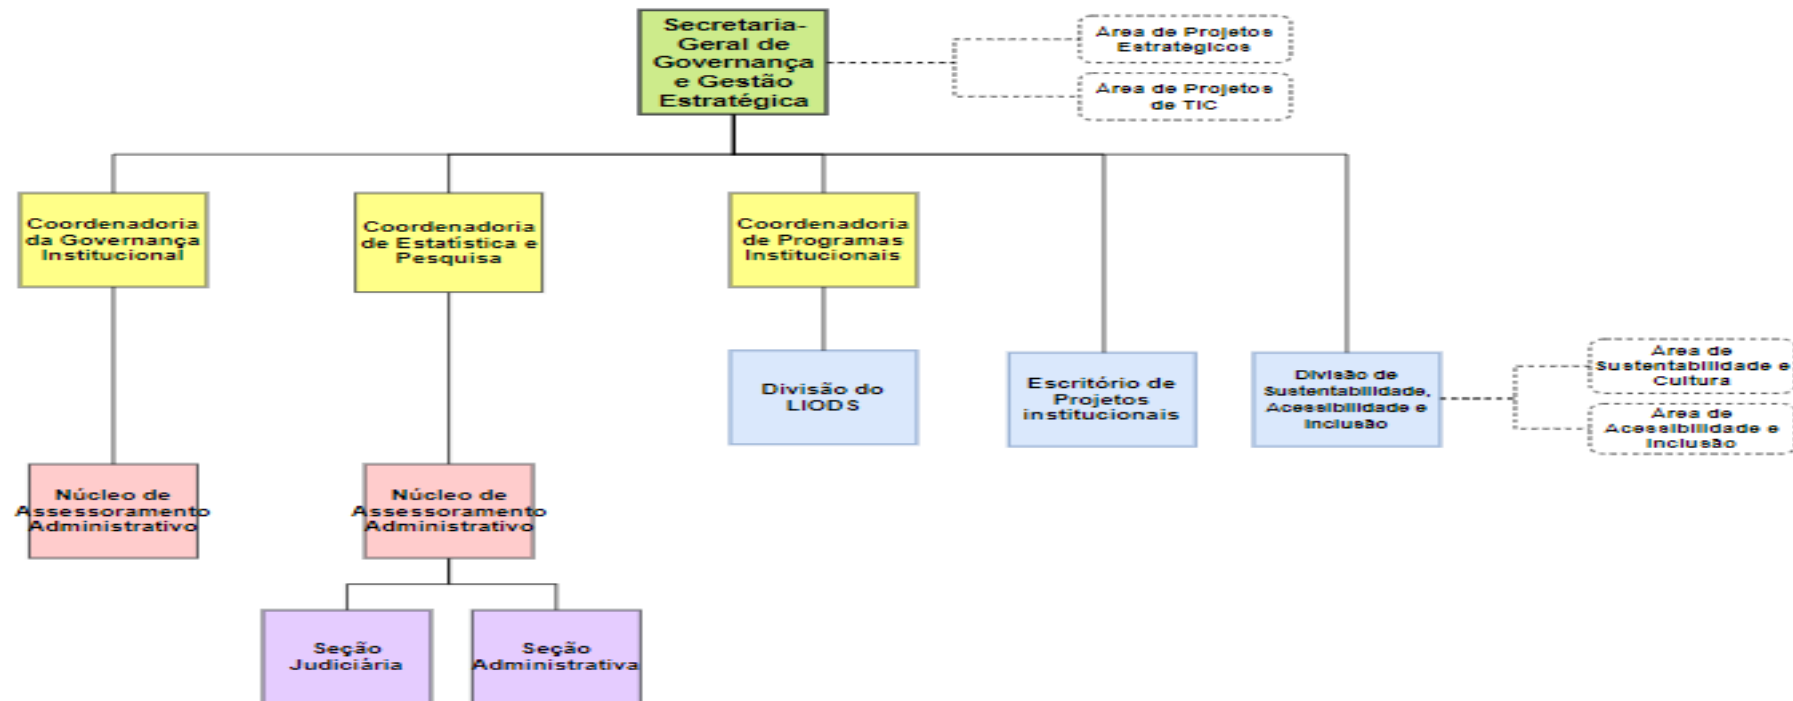 Secretaria-
Geral de
Governança
e Gestão
Estratégica
Área de Projetos
Estratégicos
Área de Projetos
de TIC
Coordenadoria
da Governança
Institucional
Coordenadoria
de Estatística e
Pesquisa
Coordenadoria
de Programas
Institucionais
Divisão do
LIODS
Escritório de
Projetos
institucionais
Divisão de
Sustentabilidade,
Acessibilidade e
Inclusão
Área de
Sustentabilidade e
Cultura
Área de
Acessibilidade e
Inclusão
Núcleo de
Assessoramento
Administrativo
Núcleo de
Assessoramento
Administrativo
Seção
Judiciária
Seção
Administrativa